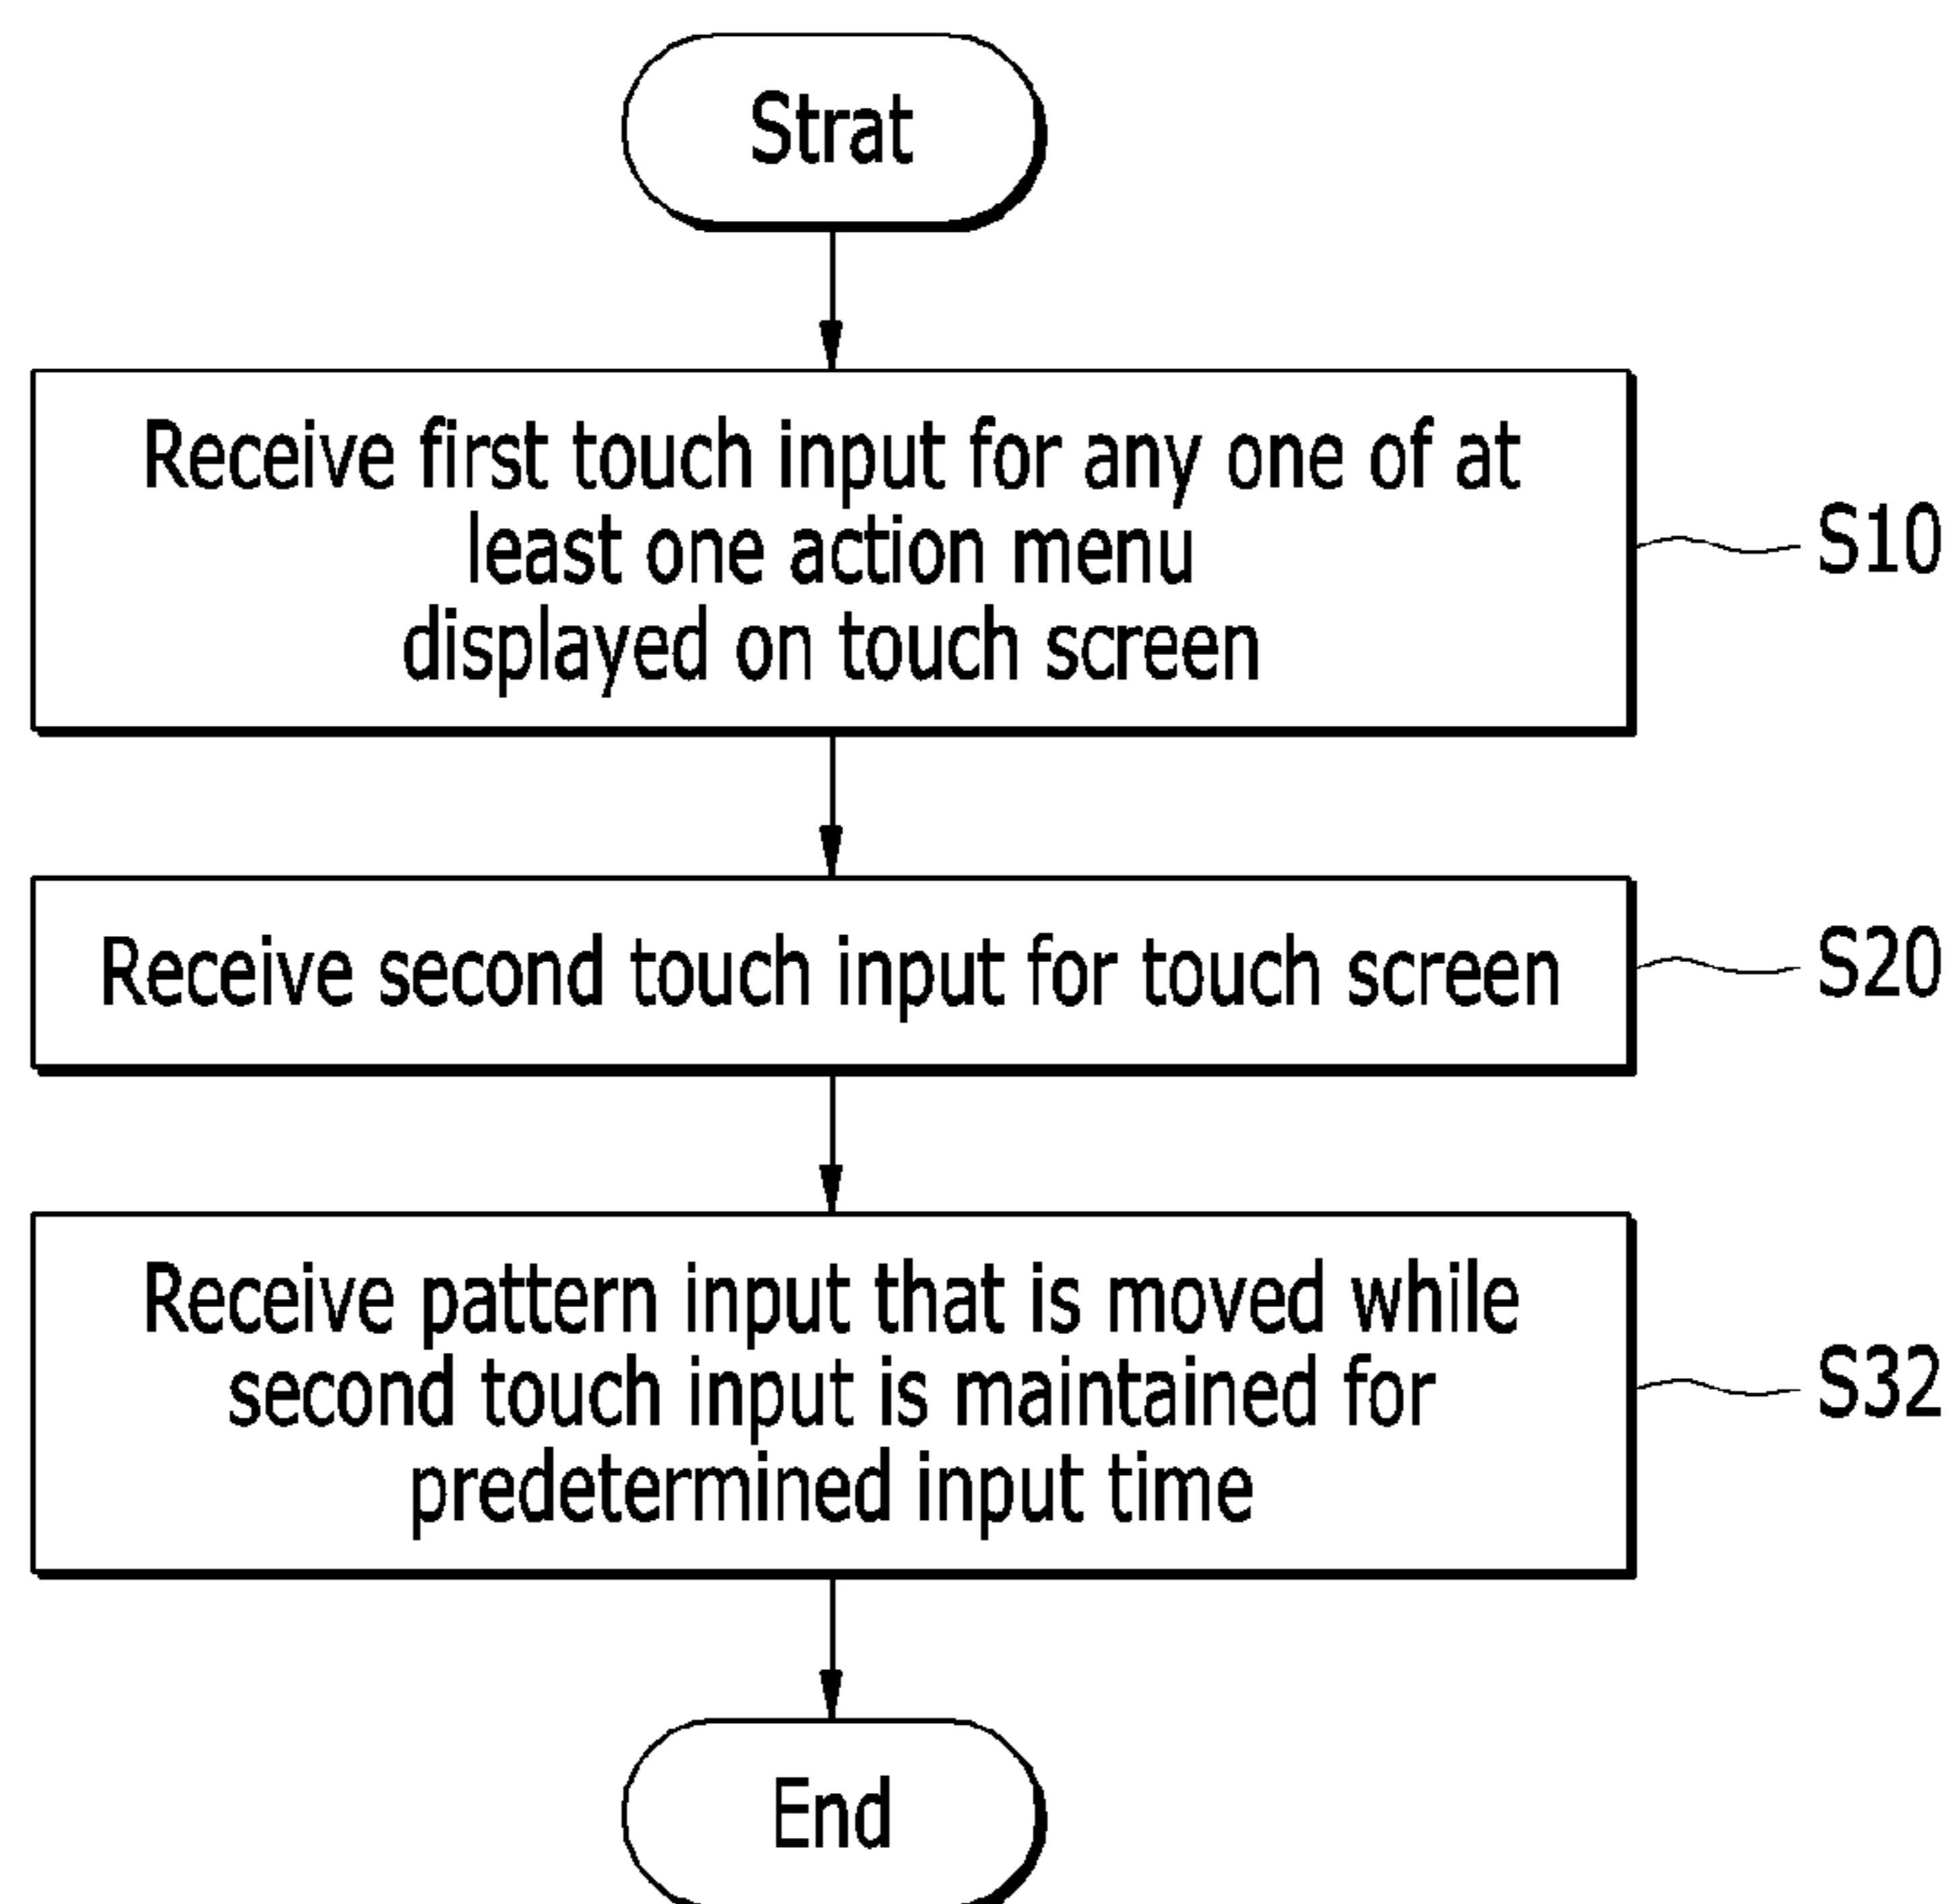 Strat
Receive first touch input for any one of at
least one action menu
displayed on touch screen
S10
Receive second touch input for touch screen
S20
Receive pattern input that is moved while
second touch input is maintained for
predetermined input time
S32
End